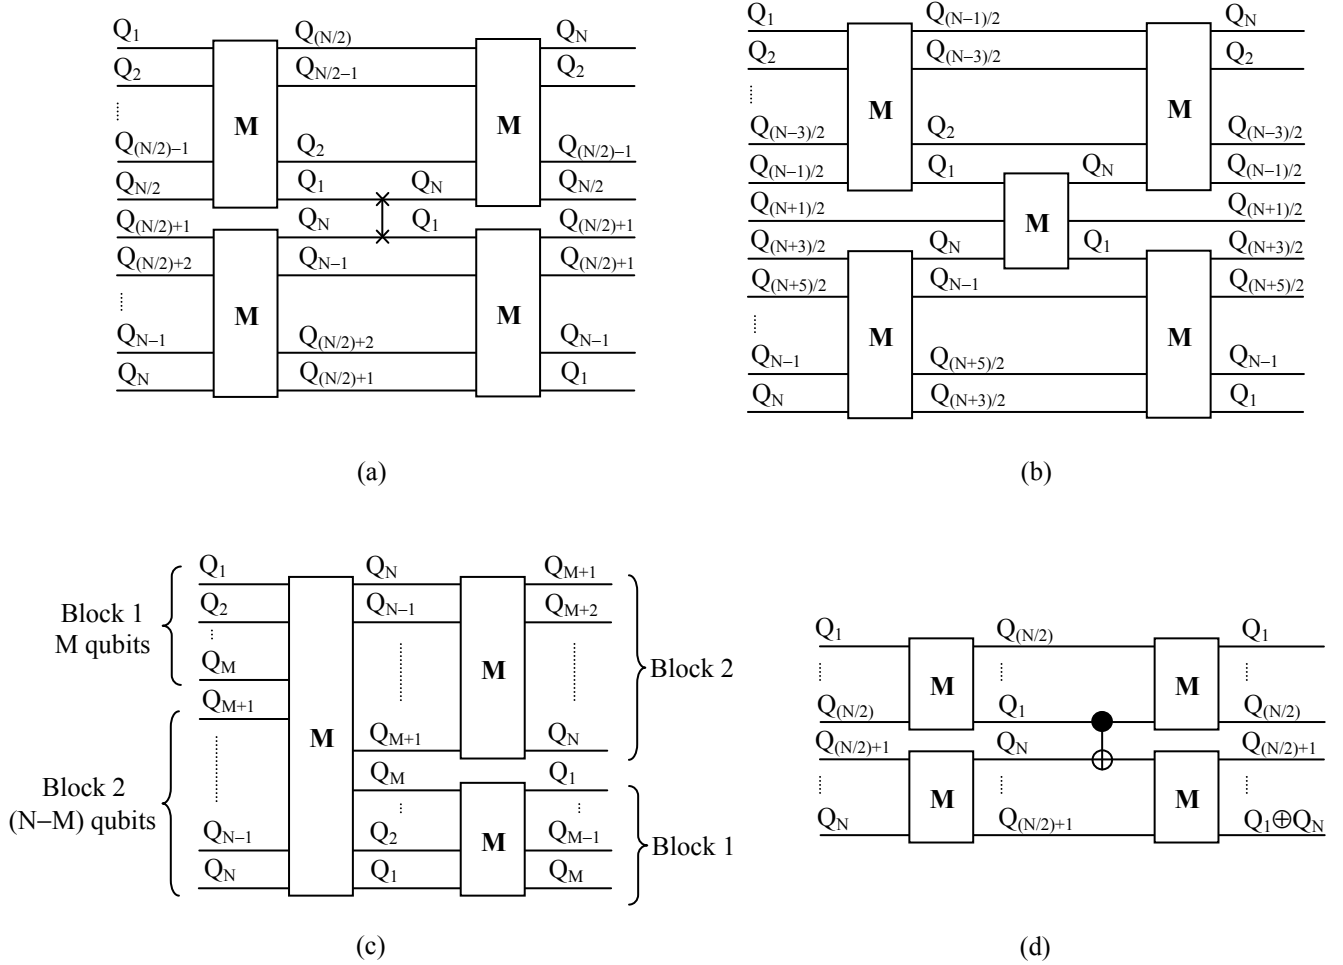 Q1 Q(N/2) QN
Q2 QN/2−1 Q2
M M
Q(N/2)−1 Q2 Q(N/2)−1
QN/2 Q1 QN QN/2
Q(N/2)+1 QN Q1 Q(N/2)+1
Q(N/2)+2 QN−1 Q(N/2)+1
M M
QN−1 Q(N/2)+2 QN−1
QN Q(N/2)+1 Q1
(a)
Q1 Q(N−1)/2 QN
Q2 Q(N−3)/2 Q2
M M
Q(N−3)/2 Q2 Q(N−3)/2
Q(N−1)/2 Q1 QN Q(N−1)/2
Q(N+1)/2 M Q(N+1)/2
Q(N+3)/2 QN Q1 Q(N+3)/2
Q(N+5)/2 QN−1 Q(N+5)/2
M M
QN−1 Q(N+5)/2 QN−1
QN Q(N+3)/2 Q1
(b)
Block 1
M qubits
Block 2
(N−M) qubits
Q1 QN QM+1
Q2 QN−1 QM+2
QM M
QM+1 M QM+1 QN
QM Q1
QN−1 Q2 M QM−1
QN Q1 QM
Block 2
Block 1
(c)
Q1 Q(N/2) Q1
M M
Q(N/2) Q1 Q(N/2)
Q(N/2)+1 QN Q(N/2)+1
M M
QN Q(N/2)+1 Q1⊕QN
(d)